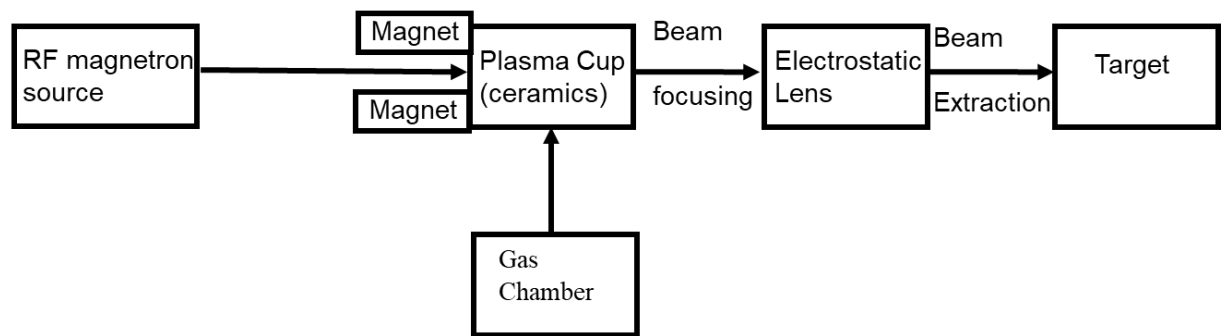 RF magnetron
source
Magnet
Magnet
Plasma Cup
(ceramics)
Beam
focusing
Electrostatic
Lens
Beam
Extraction
Target
Gas
Chamber